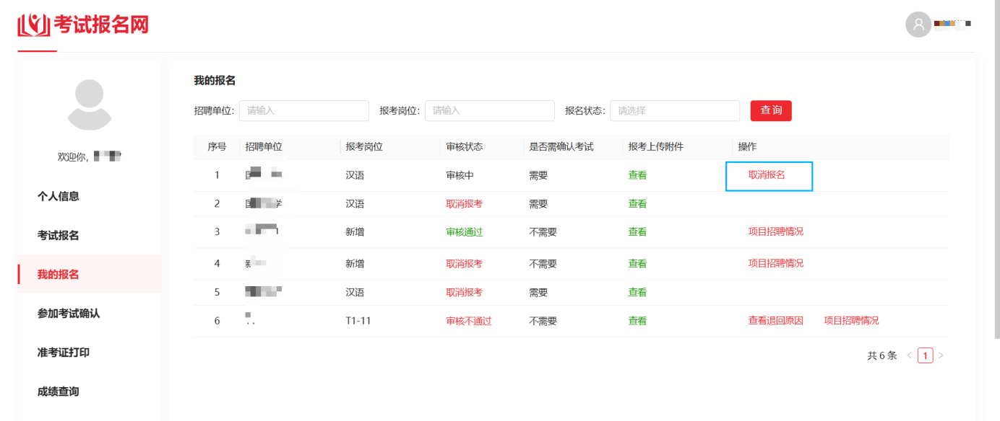 考试报名网
欢迎你,
个人信息
考试报名
我的报名
参加考试确认
准考证打印
成绩查询
我的报名
招聘单位: 请输入 报考岗位: 请输入 报名状态: 请选择 查 询
序号 招聘单位 报考岗位 审核状态 是否需确认考试 报考上传附件 操作
1 汉语 审核中 需要 查看 取消报名
2 汉语 取消报考 需要 查看
3 新增 审核通过 不需要 查看 项目招聘情况
4 新增 取消报考 不需要 查看 项目招聘情况
5 汉语 取消报考 需要 查看
6 T1-11 审核不通过 不需要 查看 查看退回原因 项目招聘情况
共 6 条 < 1 >